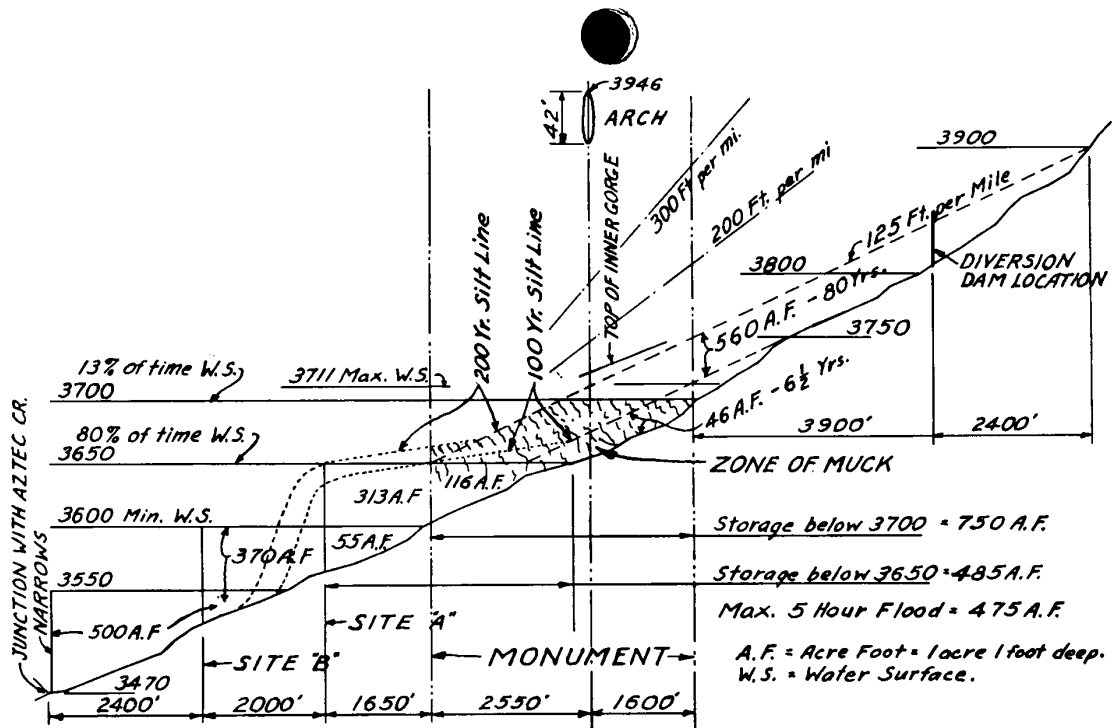 3946
42'
ARCH
300 Ft per mi.
200 Ft. per mi
TOP OF INNER GORGE
3900
125 Ft. per Mile
DIVERSION
DAM LOCATION
3800
560 A.F. - 80 Yrs.
3750
200 Yr. Silt Line
100 Yr. Silt Line
13% of time W.S.
3711 Max. W.S.
3700
46 A.F. - 6 1/2 Yrs.
3900'
2400'
80% of time W.S.
3650
ZONE OF MUCK
116 A.F.
313 A.F
3600 Min. W.S.
Storage below 3700 = 750 A.F.
370 A.F
55 A.F.
3550
Storage below 3650 = 485 A.F.
Max. 5 Hour Flood = 475 A.F.
JUNCTION WITH AZTEC CR.
NARROWS
500 A.F
SITE "A"
SITE "B"
MONUMENT
A.F. = Acre Foot = 1 acre 1 foot deep.
W.S. = Water Surface.
3470
2400'
2000'
1650'
2550'
1600'